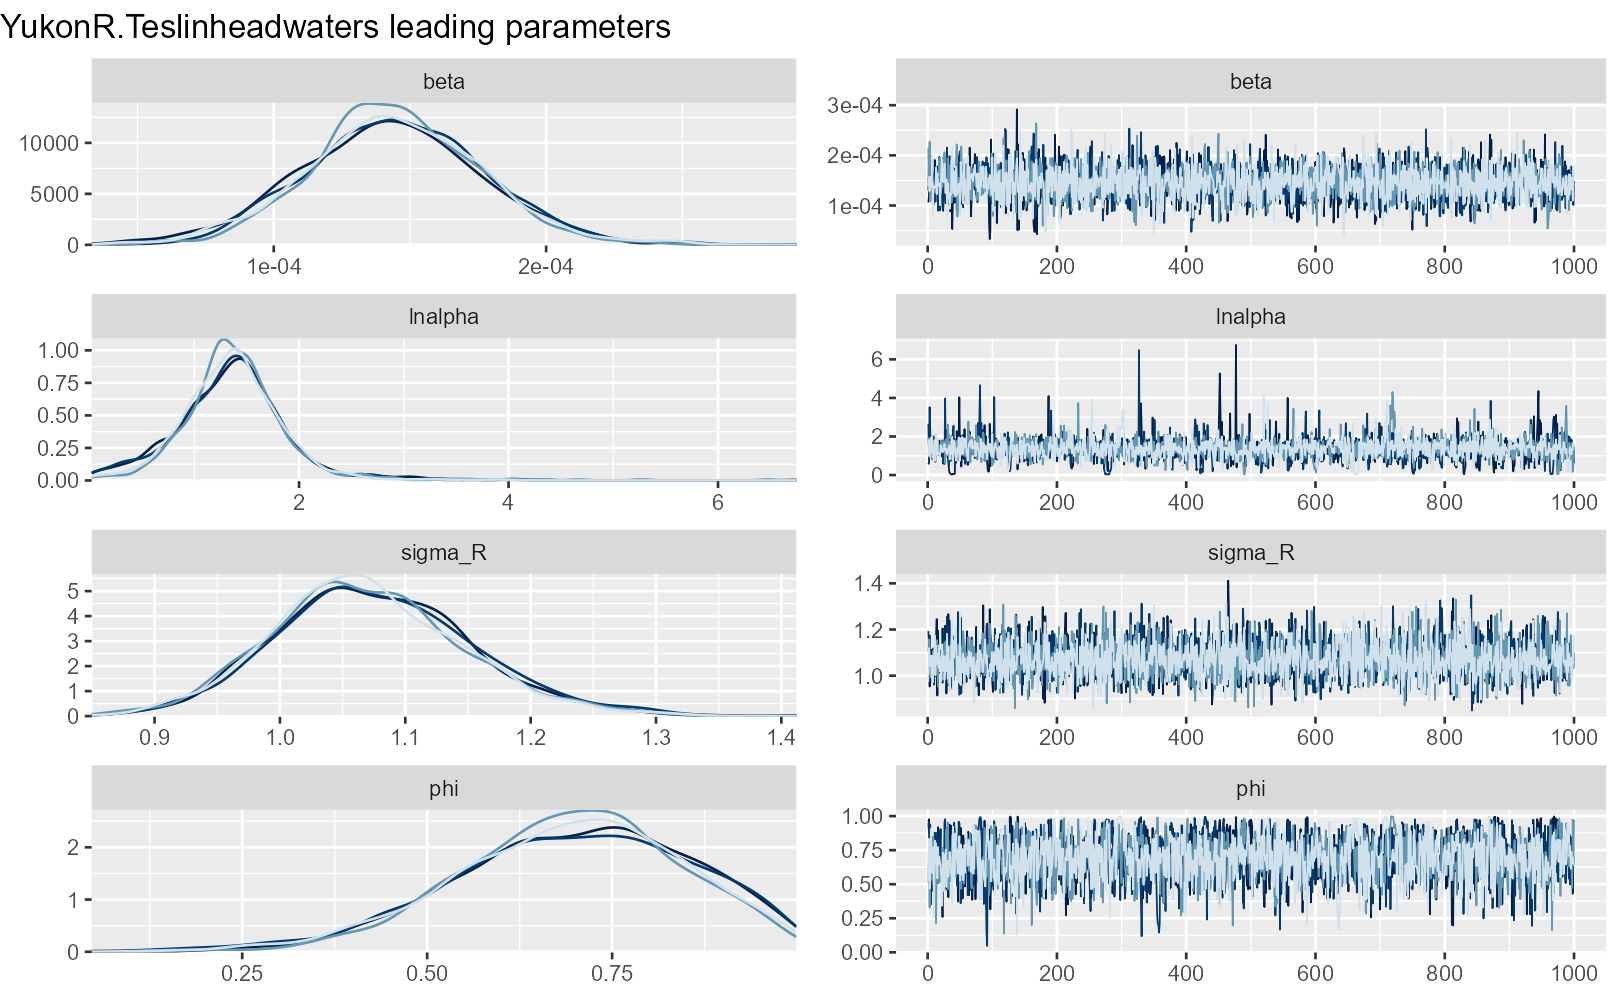 YukonR.Teslinheadwaters leading parameters
beta
10000
5000
0
1e-04 2e-04
beta
3e-04
2e-04
1e-04
0 200 400 600 800 1000
lnalpha
1.00
0.75
0.50
0.25
0.00
2 4 6
lnalpha
6
4
2
0
0 200 400 600 800 1000
sigma_R
5
4
3
2
1
0
0.9 1.0 1.1 1.2 1.3 1.4
sigma_R
1.4
1.2
1.0
0 200 400 600 800 1000
phi
2
1
0
0.25 0.50 0.75
phi
1.00
0.75
0.50
0.25
0.00
0 200 400 600 800 1000